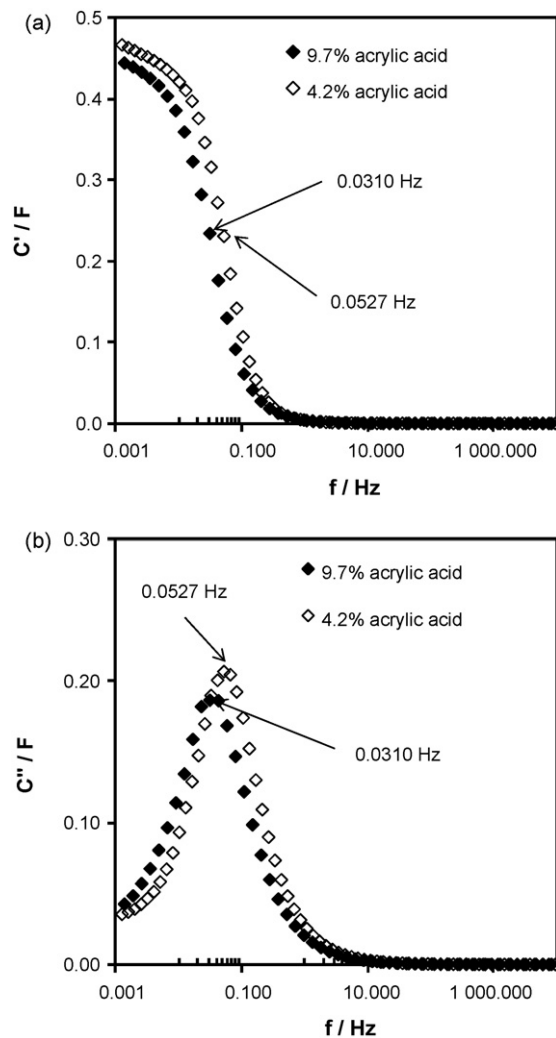 (a)
0.5
0.4
0.3
0.2
0.1
0.0
C' / F
9.7% acrylic acid
4.2% acrylic acid
0.0310 Hz
0.0527 Hz
0.001 0.100 10.000 1 000.000
f / Hz
(b)
0.30
0.20
0.10
0.00
C'' / F
9.7% acrylic acid
4.2% acrylic acid
0.0527 Hz
0.0310 Hz
0.001 0.100 10.000 1 000.000
f / Hz